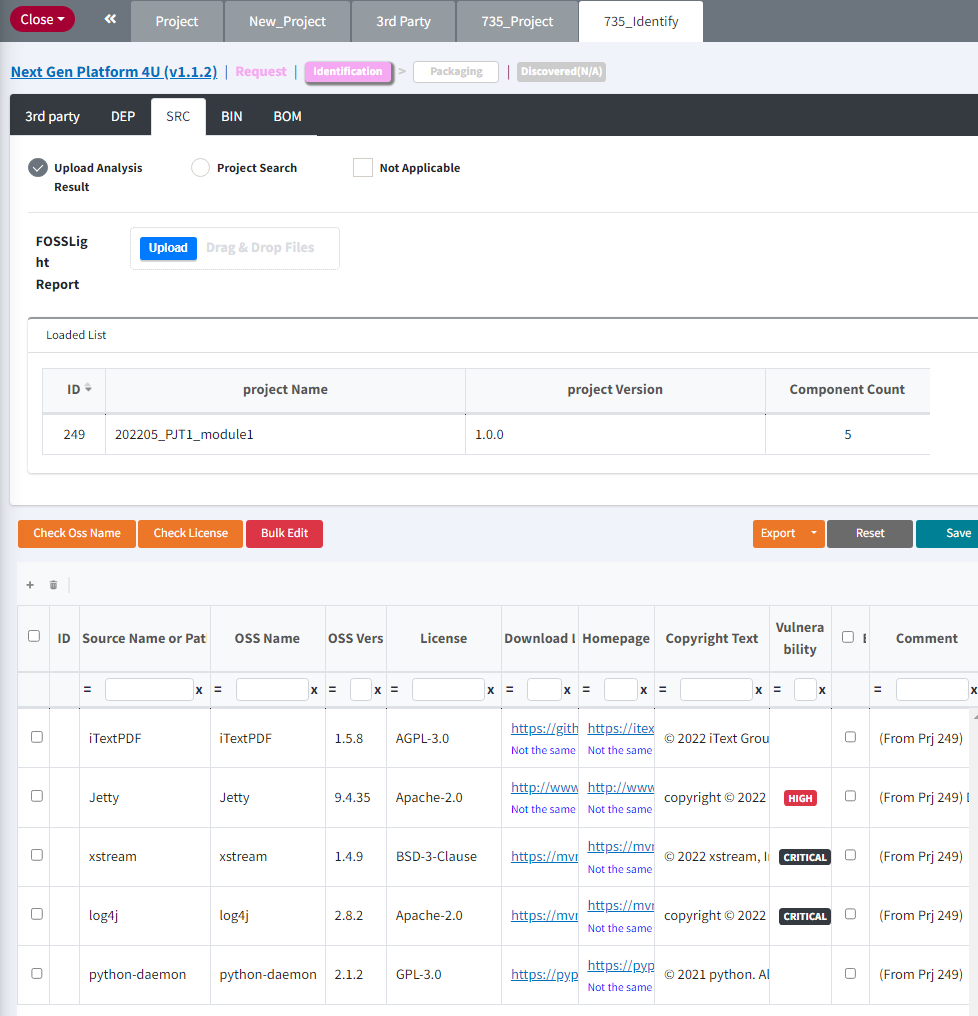 Close
Project
New_Project
3rd Party
735_Project
735_Identify
Next Gen Platform 4U (v1.1.2) | Request | Identification > Packaging | Discovered(N/A)
3rd party DEP SRC BIN BOM
Upload Analysis
Result
Project Search
Not Applicable
FOSSLig
ht
Report
Upload Drag & Drop Files
Loaded List
ID project Name project Version Component Count
249 202205_PJT1_module1 1.0.0 5
Check Oss Name Check License Bulk Edit Export Reset Save
ID Source Name or Pat OSS Name OSS Vers License Download Homepage Copyright Text Vulnera
bility Comment
= x = x = x = x = x = x = x = x = x
iTextPDF iTextPDF 1.5.8 AGPL-3.0 https://gith https://itex © 2022 iText Grou (From Prj 249)
Not the same Not the same
Jetty Jetty 9.4.35 Apache-2.0 http://www http://www copyright © 2022 HIGH (From Prj 249)
Not the same Not the same
xstream xstream 1.4.9 BSD-3-Clause https://mvn https://mvn © 2022 xstream, In CRITICAL (From Prj 249)
Not the same
log4j log4j 2.8.2 Apache-2.0 https://mvn https://mvn copyright © 2022 CRITICAL (From Prj 249)
Not the same
python-daemon python-daemon 2.1.2 GPL-3.0 https://pyp https://pyp © 2021 python. Al (From Prj 249)
Not the same